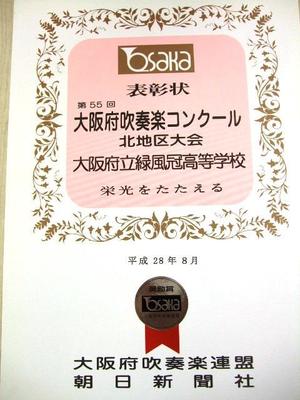 Osaka
表彰状
第55回
大阪府吹奏楽コンクール
北地区大会
大阪府立緑風冠高等学校
栄光をたたえる
平成28年8月
奨励賞
Osaka
大阪府吹奏楽連盟
朝日新聞社